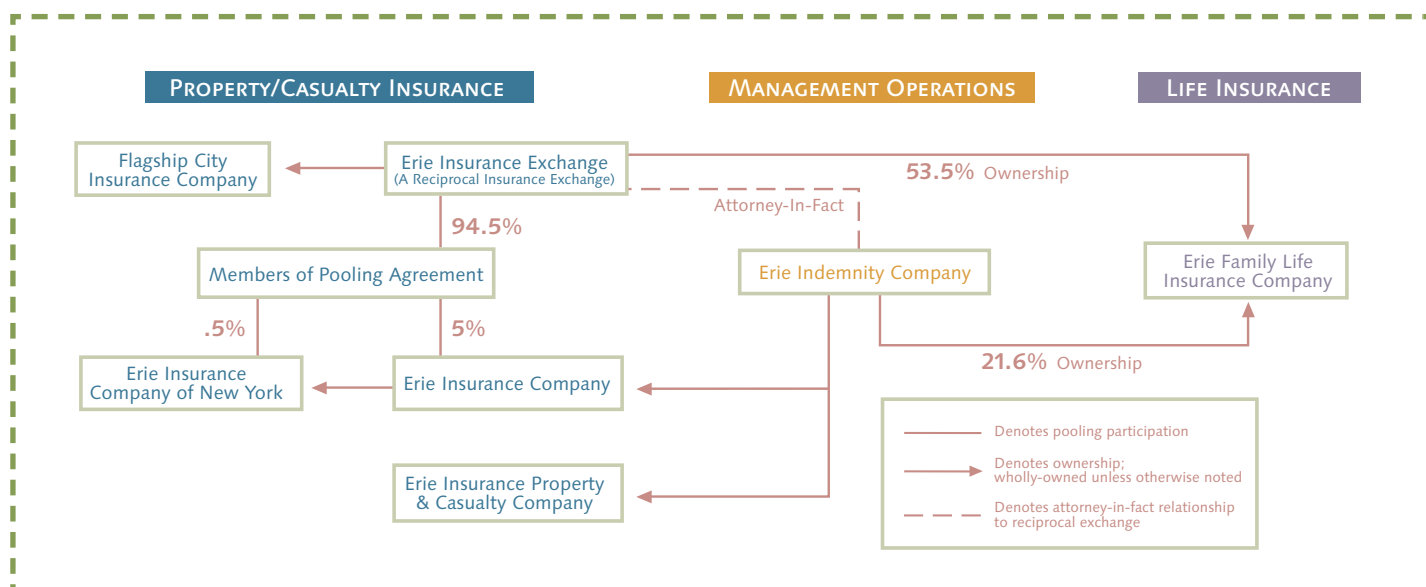 PROPERTY/CASUALTY INSURANCE
MANAGEMENT OPERATIONS
LIFE INSURANCE
Flagship City
Insurance Company
Erie Insurance Exchange
(A Reciprocal Insurance Exchange)
53.5% Ownership
Attorney-In-Fact
94.5%
Members of Pooling Agreement
Erie Indemnity Company
Erie Family Life
Insurance Company
.5%
5%
21.6% Ownership
Erie Insurance
Company of New York
Erie Insurance Company
Erie Insurance Property
& Casualty Company
Denotes pooling participation
Denotes ownership;
wholly-owned unless otherwise noted
Denotes attorney-in-fact relationship
to reciprocal exchange